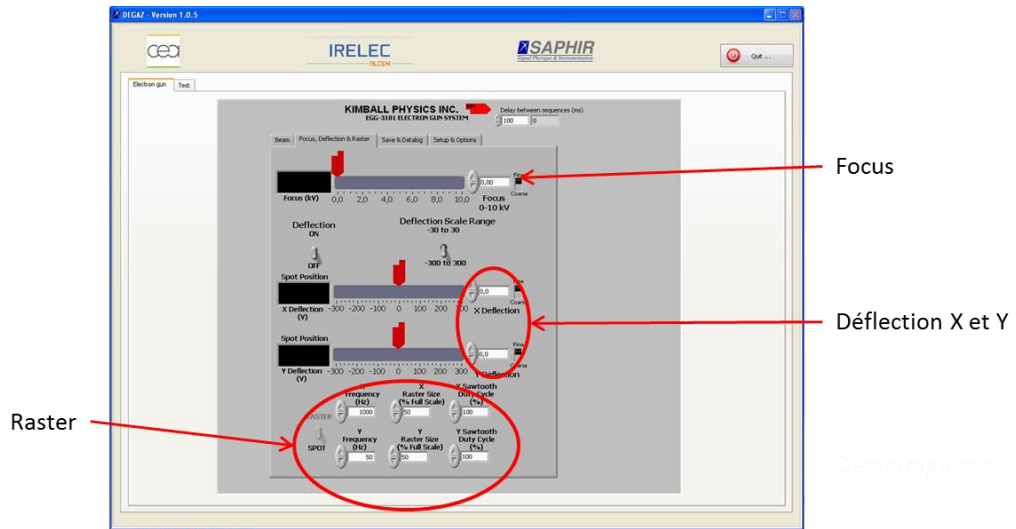 DEGAZ - Version 1.0.5
cea
IRELEC
ALCEN
SAPHIR
Signal Physique & Instrumentation
Quit ...
Electron gun Test
KIMBALL PHYSICS INC.
EGG-3101 ELECTRON GUN SYSTEM
Delay between sequences (ms)
100 0
Beam Focus, Deflection & Raster Save & Datalog Setup & Options
Focus (kV)
0,0 2,0 4,0 6,0 8,0 10,0
0,00
Fine
Coarse
Focus
0-10 kV
Focus
Deflection
ON
OFF
Deflection Scale Range
-30 to 30
-300 to 300
Spot Position
X Deflection
(V)
-300 -200 -100 0 100 200 300
0,0
Fine
Coarse
X Deflection
Déflection X et Y
Spot Position
Y Deflection
(V)
-300 -200 -100 0 100 200 300
0,0
Fine
Coarse
Y Deflection
Raster
RASTER
SPOT
X
Frequency
(Hz)
1000
X
Raster Size
(% Full Scale)
50
Y Sawtooth
Duty Cycle
(%)
100
Y
Frequency
(Hz)
50
Y
Raster Size
(% Full Scale)
50
Y Sawtooth
Duty Cycle
(%)
100
Démarrage expo